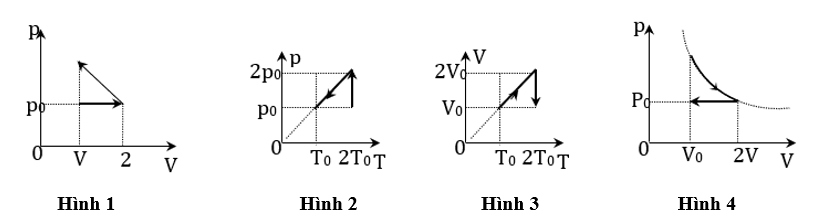 p
p₀
0
V
2
V
Hình 1
p
2p₀
p₀
0
T₀
2T₀
T
Hình 2
V
2V₀
V₀
0
T₀
2T₀
T
Hình 3
p
P₀
0
V₀
2V
V
Hình 4